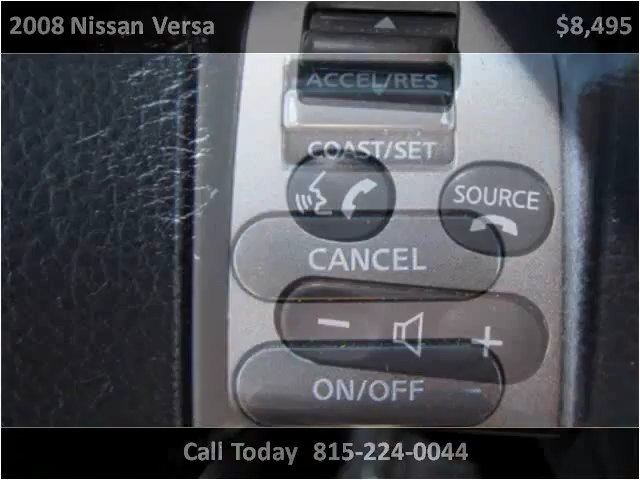 2008 Nissan Versa $8,495
ACCEL/RES
COAST/SET
SOURCE
CANCEL
- +
ON/OFF
Call Today 815-224-0044